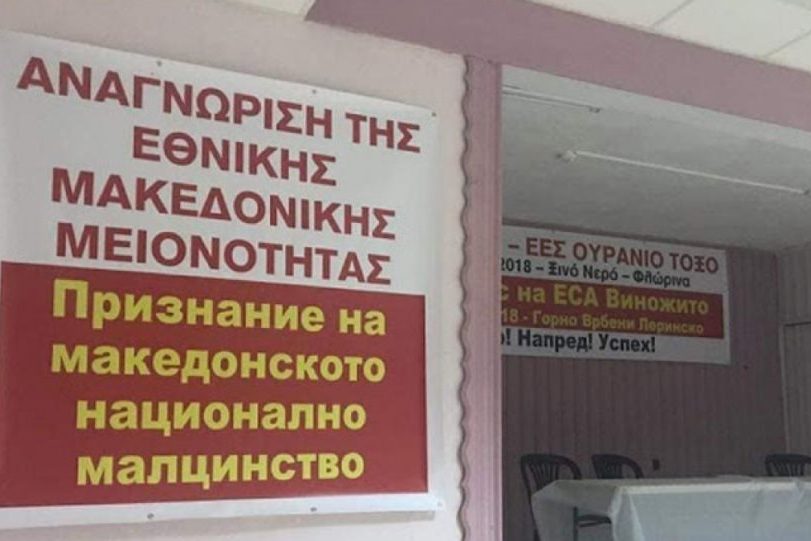 ΑΝΑΓΝΩΡΙΣΗ ΤΗΣ
ΕΘΝΙΚΗΣ
ΜΑΚΕΔΟΝΙΚΗΣ
ΜΕΙΟΝΟΤΗΤΑΣ
Признание на
македонското
национално
малцинство
– ΕΕΣ ΟΥΡΑΝΙΟ ΤΟΞΟ
2018 – Ξινό Νερό – Φλώρινα
на ЕСА Виножито
18 - Горно Врбени Леринско
! Напред! Успех!